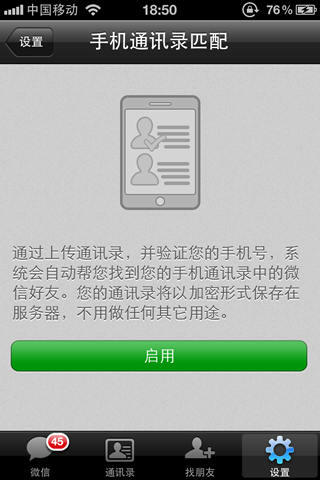 中国移动 18:50 76%
设置 手机通讯录匹配
通过上传通讯录，并验证您的手机号，系
统会自动帮您找到您的手机通讯录中的微
信好友。您的通讯录将以加密形式保存在
服务器，不用做任何其它用途。
启用
45
微信 通讯录 找朋友 设置